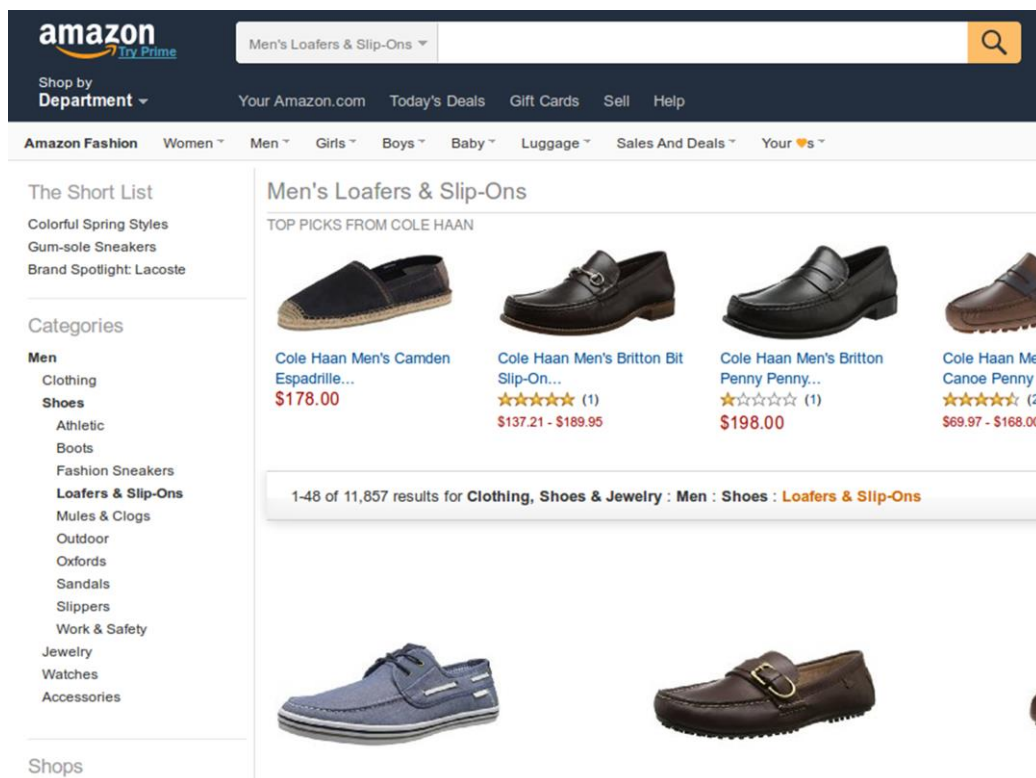 amazon
Try Prime
Men's Loafers & Slip-Ons
Shop by
Department
Your Amazon.com Today's Deals Gift Cards Sell Help
Amazon Fashion Women Men Girls Boys Baby Luggage Sales And Deals Your 🧡s
The Short List
Colorful Spring Styles
Gum-sole Sneakers
Brand Spotlight: Lacoste
Categories
Men
Clothing
Shoes
Athletic
Boots
Fashion Sneakers
Loafers & Slip-Ons
Mules & Clogs
Outdoor
Oxfords
Sandals
Slippers
Work & Safety
Jewelry
Watches
Accessories
Shops
Men's Loafers & Slip-Ons
TOP PICKS FROM COLE HAAN
Cole Haan Men's Camden
Espadrille...
$178.00
Cole Haan Men's Britton Bit
Slip-On...
(1)
$137.21 - $189.95
Cole Haan Men's Britton
Penny Penny...
(1)
$198.00
Cole Haan Me
Canoe Penny
(2
$69.97 - $168.00
1-48 of 11,857 results for Clothing, Shoes & Jewelry : Men : Shoes : Loafers & Slip-Ons